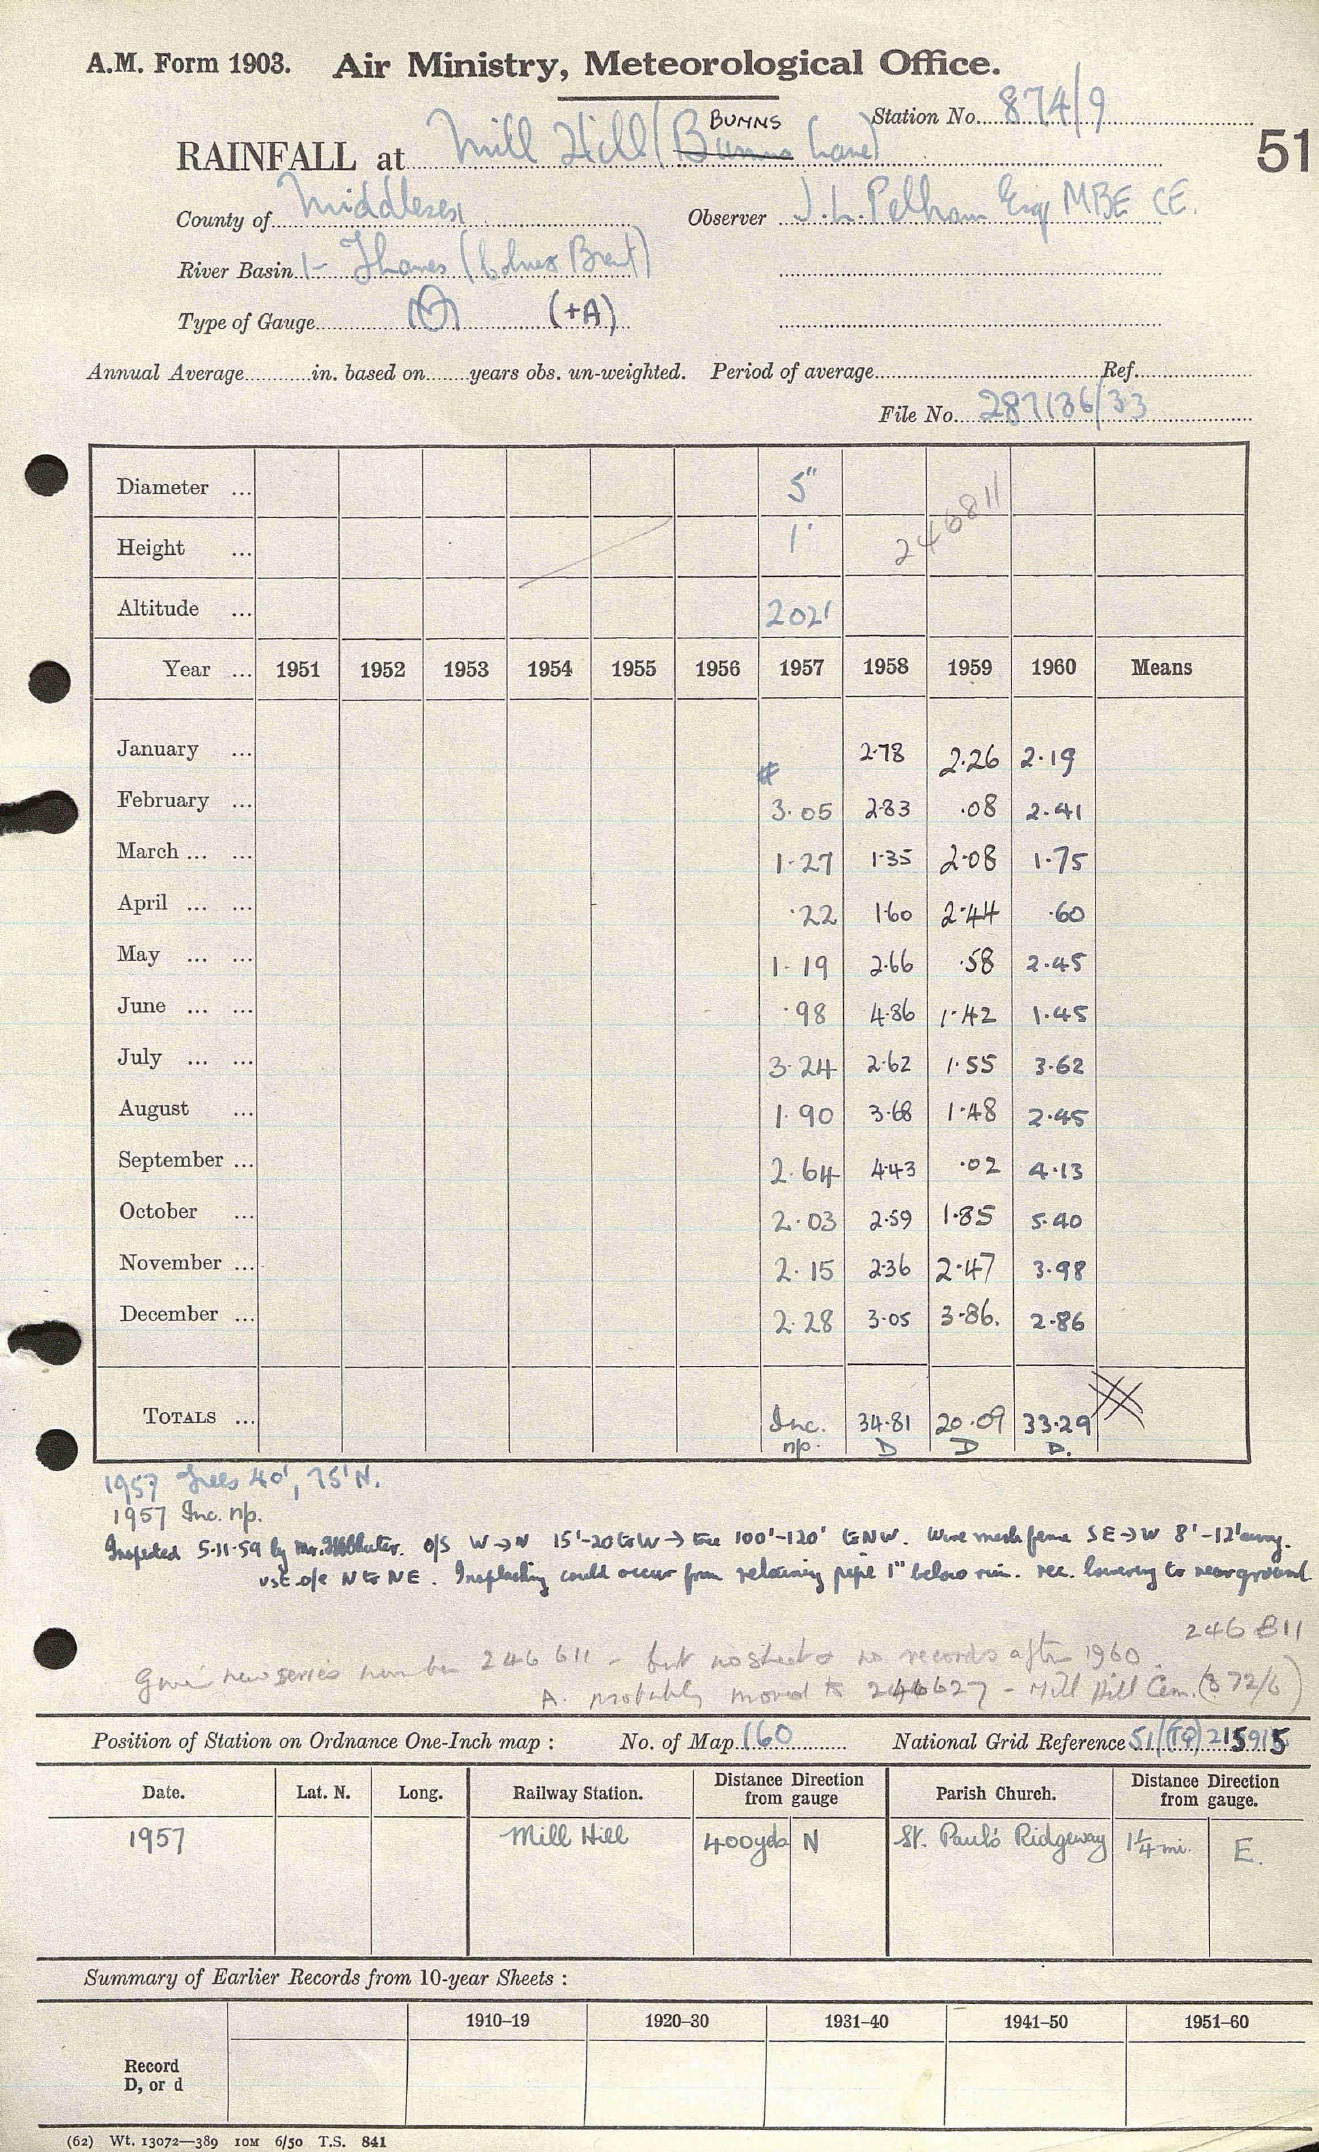 A.M. Form 1903. Air Ministry, Meteorological Office.
Station No. 874/9
51
BUNNS
RAINFALL at Mill Hill (Bunns Lane)
County of Middlesex Observer J. L. Pelham Esq MBE CE.
River Basin 1- Thames (Colne & Brent)
Type of Gauge (+A)
Annual Average in. based on years obs. un-weighted. Period of average Ref.
File No. 287136/33
Diameter ... 5"
246811
Height ... 1'
Altitude ... 202'
Year ... 1951 1952 1953 1954 1955 1956 1957 1958 1959 1960 Means
January ... # 2.78 2.26 2.19
February ... 3.05 2.83 .08 2.41
March ... ... 1.27 1.35 2.08 1.75
April ... ... .22 1.60 2.44 .60
May ... ... 1.19 2.66 .58 2.45
June ... ... .98 4.86 1.42 1.45
July ... ... 3.24 2.62 1.55 3.62
August ... 1.90 3.68 1.48 2.45
September ... 2.64 4.43 .02 4.13
October ... 2.03 2.59 1.85 5.40
November ... 2.15 2.36 2.47 3.98
December ... 2.28 3.05 3.86. 2.86
TOTALS ... Inc. 34.81 20.09 33.29
n/p. D D D.
1957 Trees 40', 75' N.
1957 Inc. n/p.
Inspected 5.11.59 by Mr. O/S W→N 15'-20' to W→ tree 100'-120' to NW. Wire mesh fence SE→W 8'-12' away.
o/e N to NE. Insplashing could occur from retaining pipe 1" below rim. rec. lowering to near ground
246811
Given new series number 246611 - but no sheet & no records after 1960.
A. probably moved to 246627 - Mill Hill Cem. (872/6)
Position of Station on Ordnance One-Inch map : No. of Map 160 National Grid Reference 51/(TQ) 215915
Date. Lat. N. Long. Railway Station. Distance Direction from gauge Parish Church. Distance Direction from gauge.
1957 Mill Hill 400yds N St. Paul's Ridgeway 1¼ mi. E.
Summary of Earlier Records from 10-year Sheets :
1910–19 1920–30 1931–40 1941–50 1951–60
Record
D, or d
(62) Wt. 13072—389 10M 6/50 T.S. 841